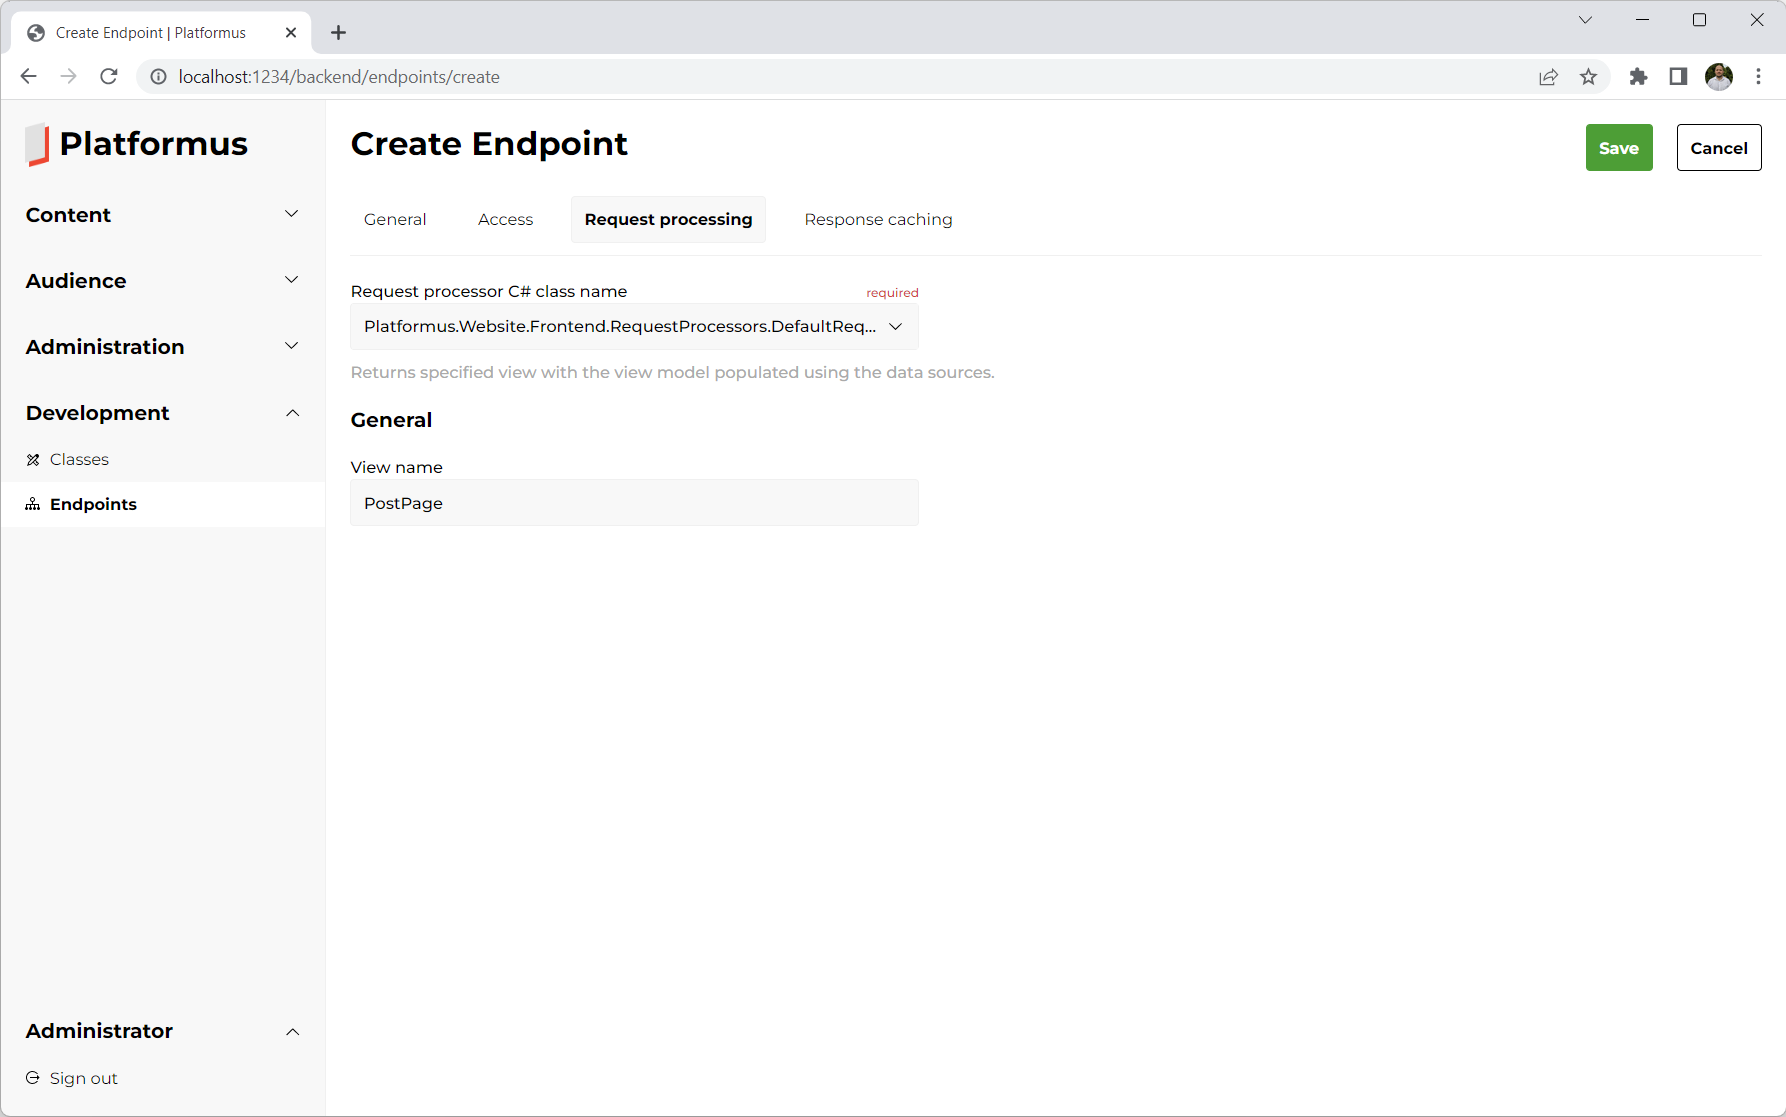 Create Endpoint | Platformus
localhost:1234/backend/endpoints/create
Platformus
Content
Audience
Administration
Development
Classes
Endpoints
Administrator
Sign out
Create Endpoint
Save
Cancel
General
Access
Request processing
Response caching
Request processor C# class name
required
Platformus.Website.Frontend.RequestProcessors.DefaultReq...
Returns specified view with the view model populated using the data sources.
General
View name
PostPage